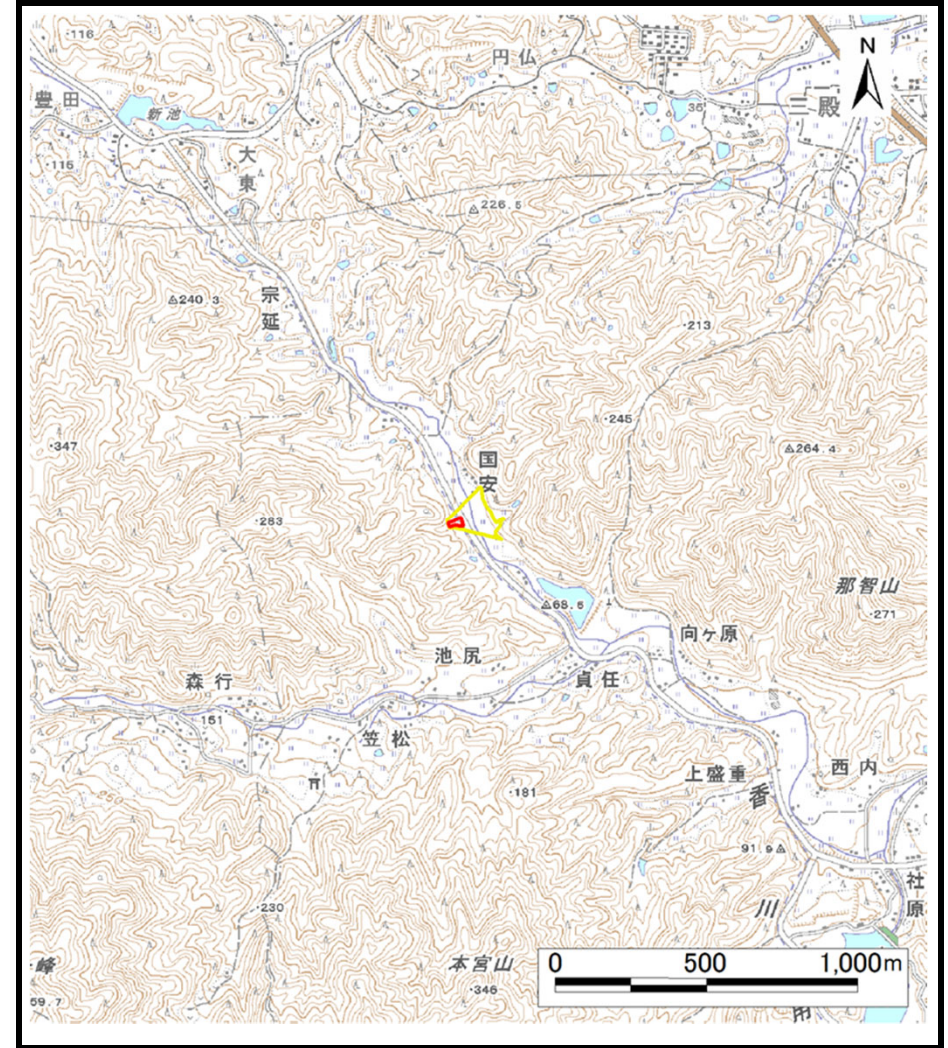 ·116
円仏
N
豊田
新池
36
三殿
大東
·115
226.5
240.3
宗延
·213
·245
·347
国安
264.4
·283
那智山
·271
68.5
向ヶ原
池尻
貞任
森行
151
笠松
西内
上盛重
·181
香
91.9
社原
·230
川
峰
本宮山
·346
59.7
0 500 1,000m